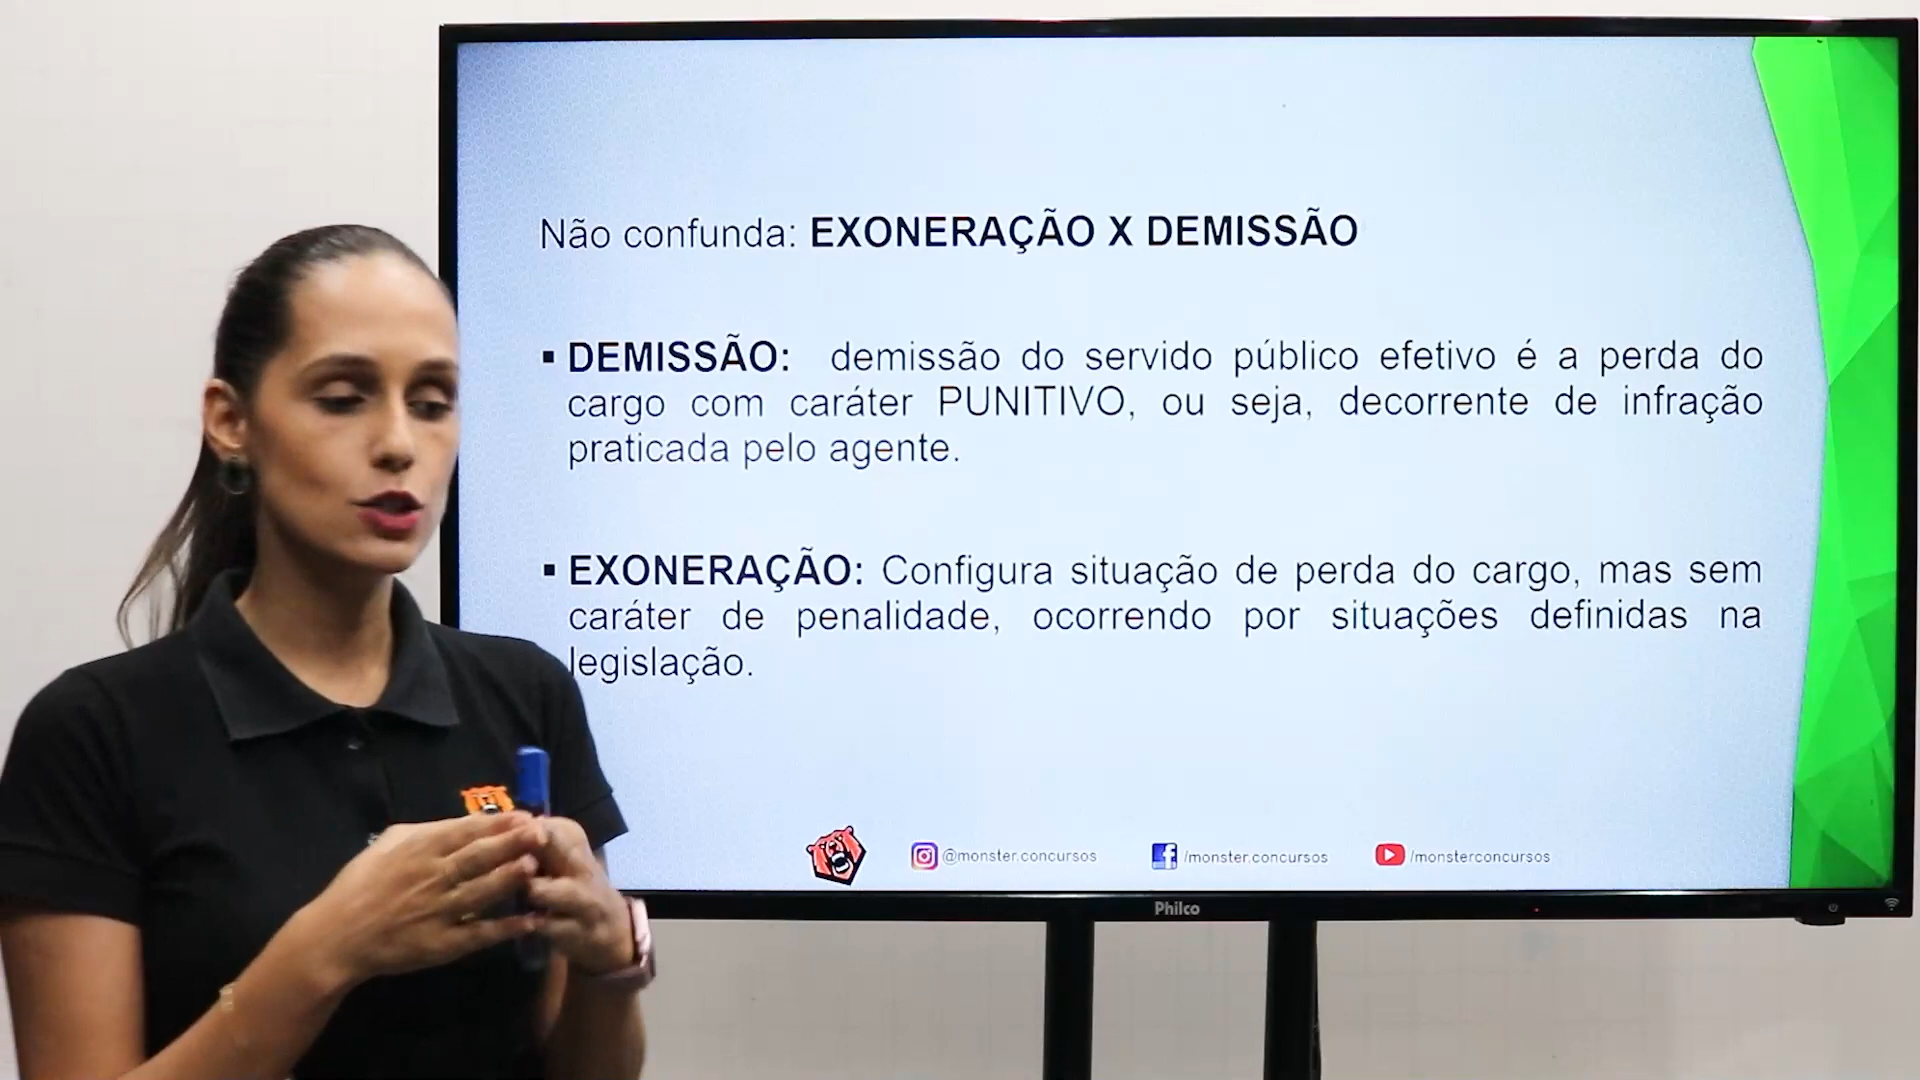 Não confunda: EXONERAÇÃO X DEMISSÃO
▪ DEMISSÃO: demissão do servido público efetivo é a perda do
cargo com caráter PUNITIVO, ou seja, decorrente de infração
praticada pelo agente.
▪ EXONERAÇÃO: Configura situação de perda do cargo, mas sem
caráter de penalidade, ocorrendo por situações definidas na
legislação.
@monster.concursos
/monster.concursos
/monsterconcursos
Philco